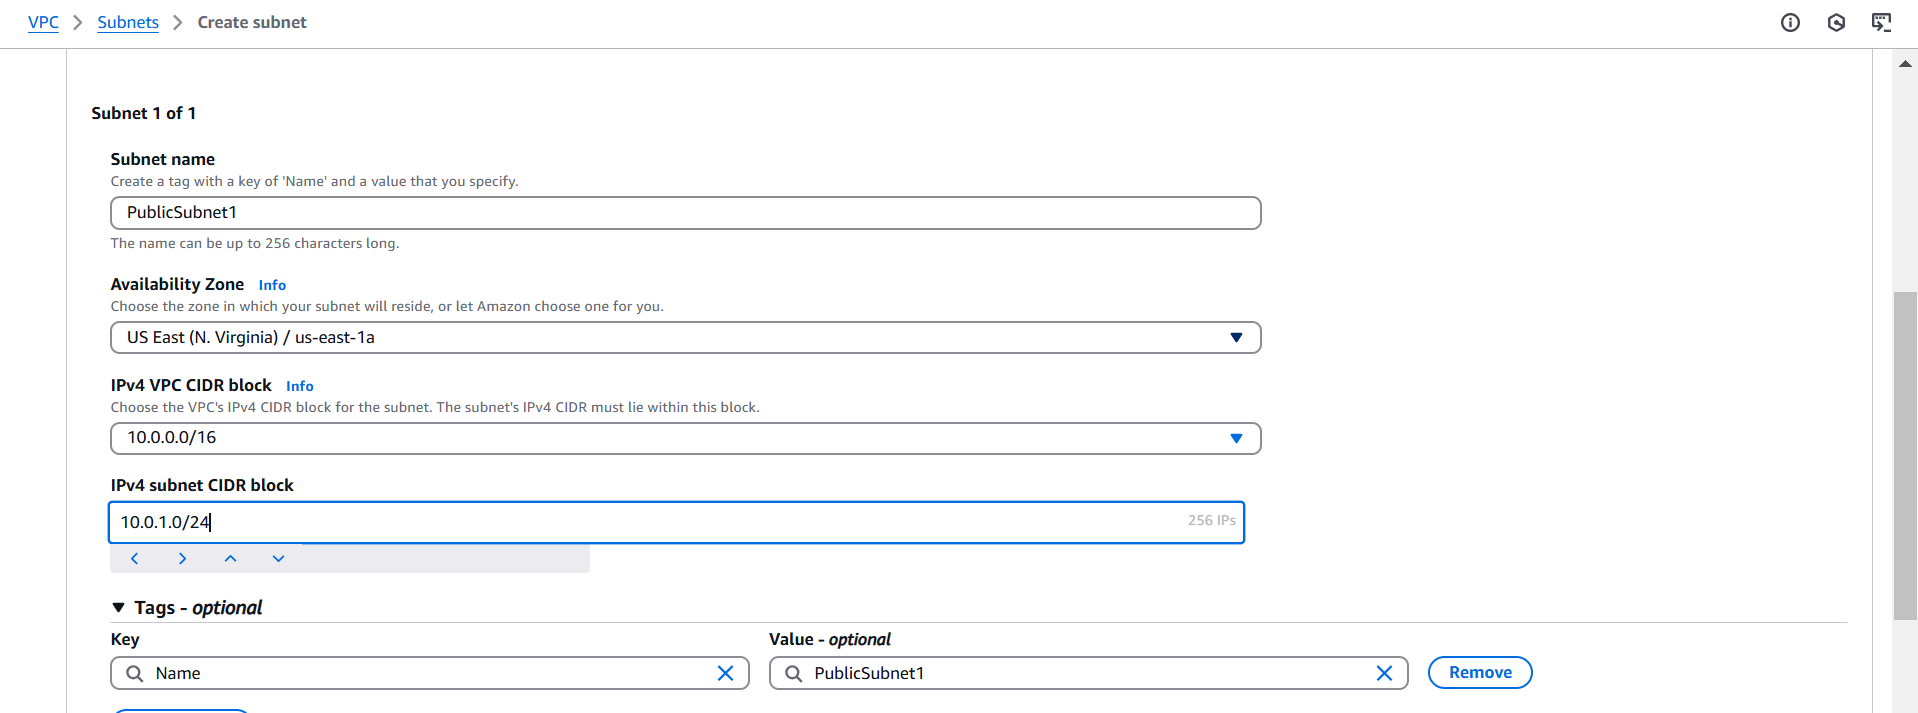 VPC > Subnets > Create subnet
Subnet 1 of 1
Subnet name
Create a tag with a key of 'Name' and a value that you specify.
PublicSubnet1
The name can be up to 256 characters long.
Availability Zone Info
Choose the zone in which your subnet will reside, or let Amazon choose one for you.
US East (N. Virginia) / us-east-1a
IPv4 VPC CIDR block Info
Choose the VPC's IPv4 CIDR block for the subnet. The subnet's IPv4 CIDR must lie within this block.
10.0.0.0/16
IPv4 subnet CIDR block
10.0.1.0/24 256 IPs
Tags - optional
Key Value - optional
Name PublicSubnet1 Remove